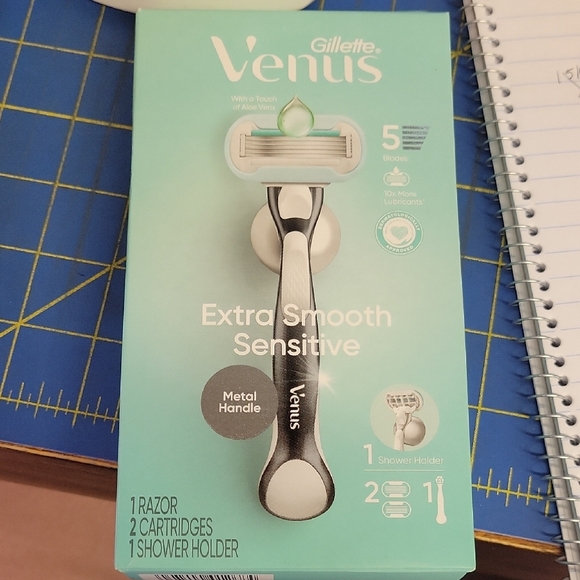 Gillette®
Venus
With a Touch
of Aloe Vera
5
Blades
10x More
Lubricants
Extra Smooth
Sensitive
Metal
Handle
Venus
1 Shower Holder
2 1
1 RAZOR
2 CARTRIDGES
1 SHOWER HOLDER